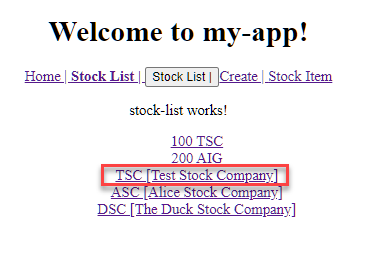 Welcome to my-app!
Home | Stock List | Stock List | Create | Stock Item
stock-list works!
100 TSC
200 AIG
TSC [Test Stock Company]
ASC [Alice Stock Company]
DSC [The Duck Stock Company]